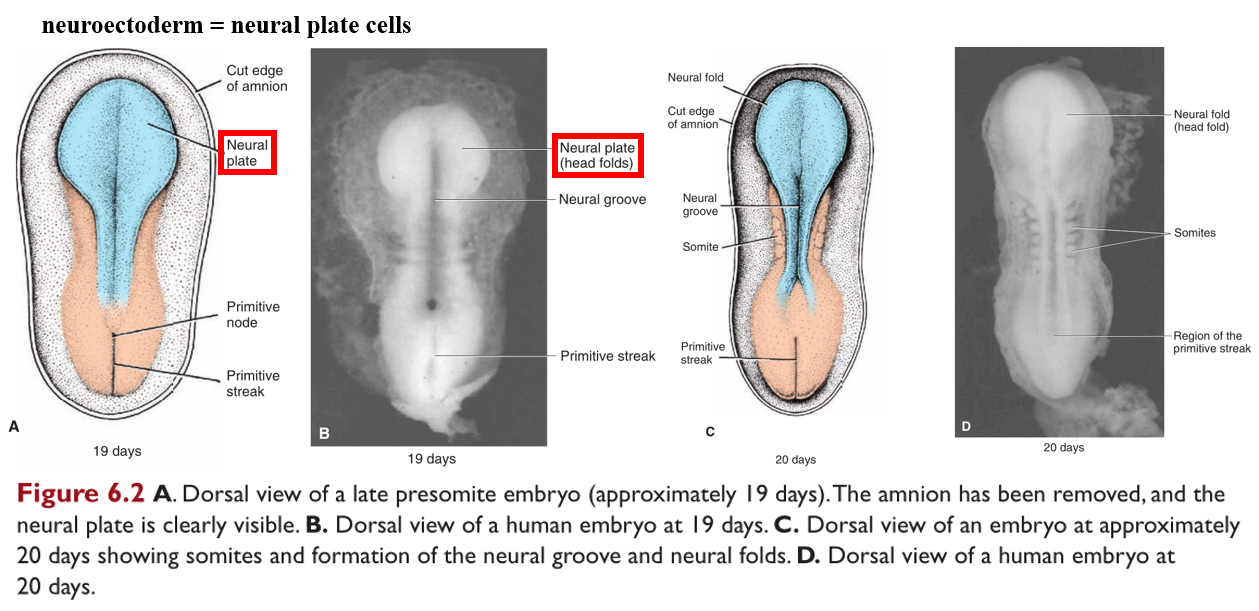 neuroectoderm = neural plate cells
Cut edge
of amnion
Neural
plate
Primitive
node
Primitive
streak
A
19 days
Neural plate
(head folds)
Neural groove
Primitive streak
B
19 days
Neural fold
Cut edge
of amnion
Neural
groove
Somite
Primitive
streak
C
20 days
Neural fold
(head fold)
Somites
Region of the
primitive streak
D
20 days
Figure 6.2 A. Dorsal view of a late presomite embryo (approximately 19 days). The amnion has been removed, and the
neural plate is clearly visible. B. Dorsal view of a human embryo at 19 days. C. Dorsal view of an embryo at approximately
20 days showing somites and formation of the neural groove and neural folds. D. Dorsal view of a human embryo at
20 days.